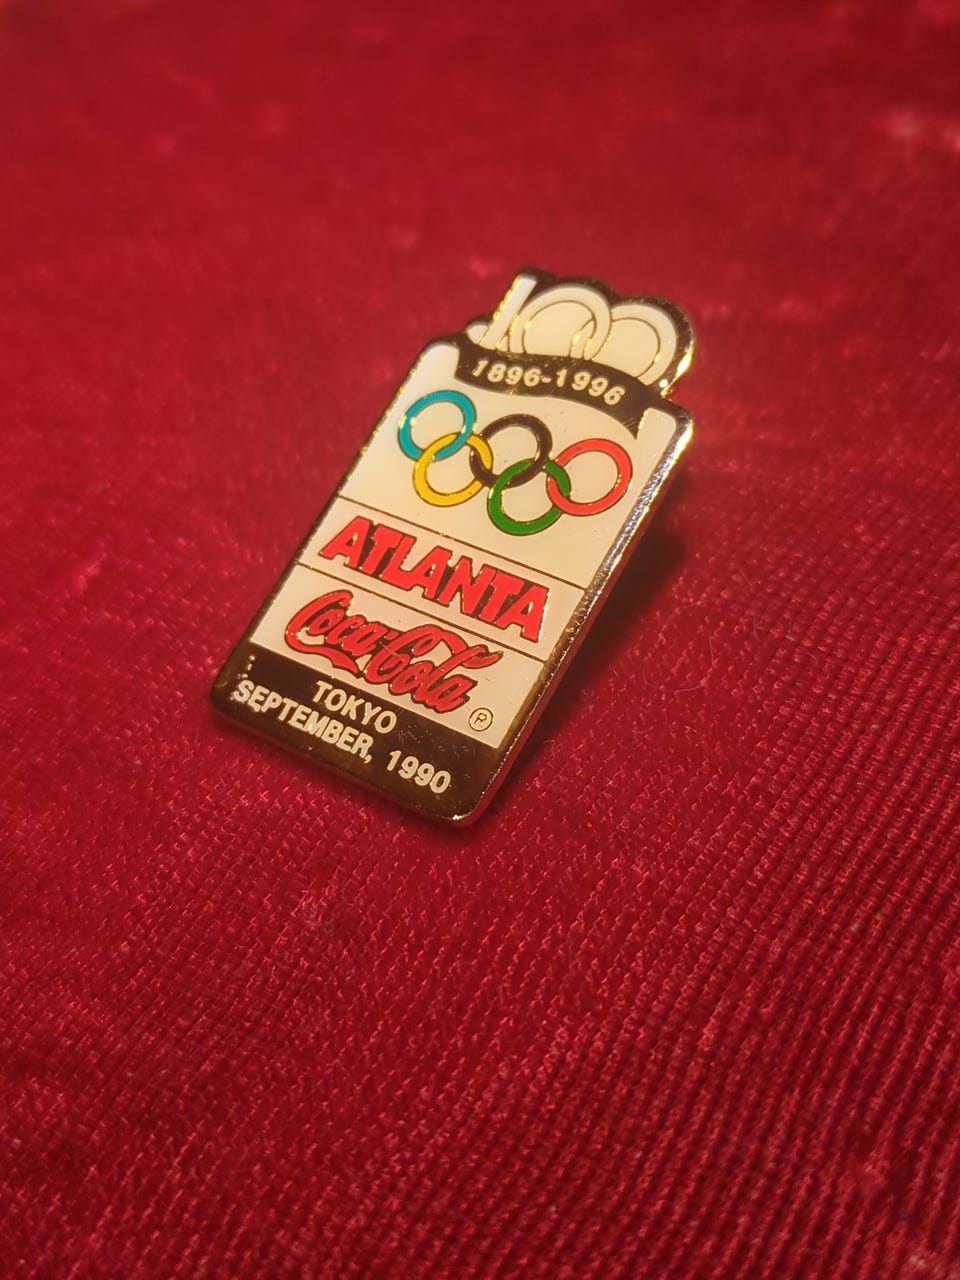 100
1896-1996
ATLANTA
Coca-Cola ®
TOKYO
SEPTEMBER, 1990